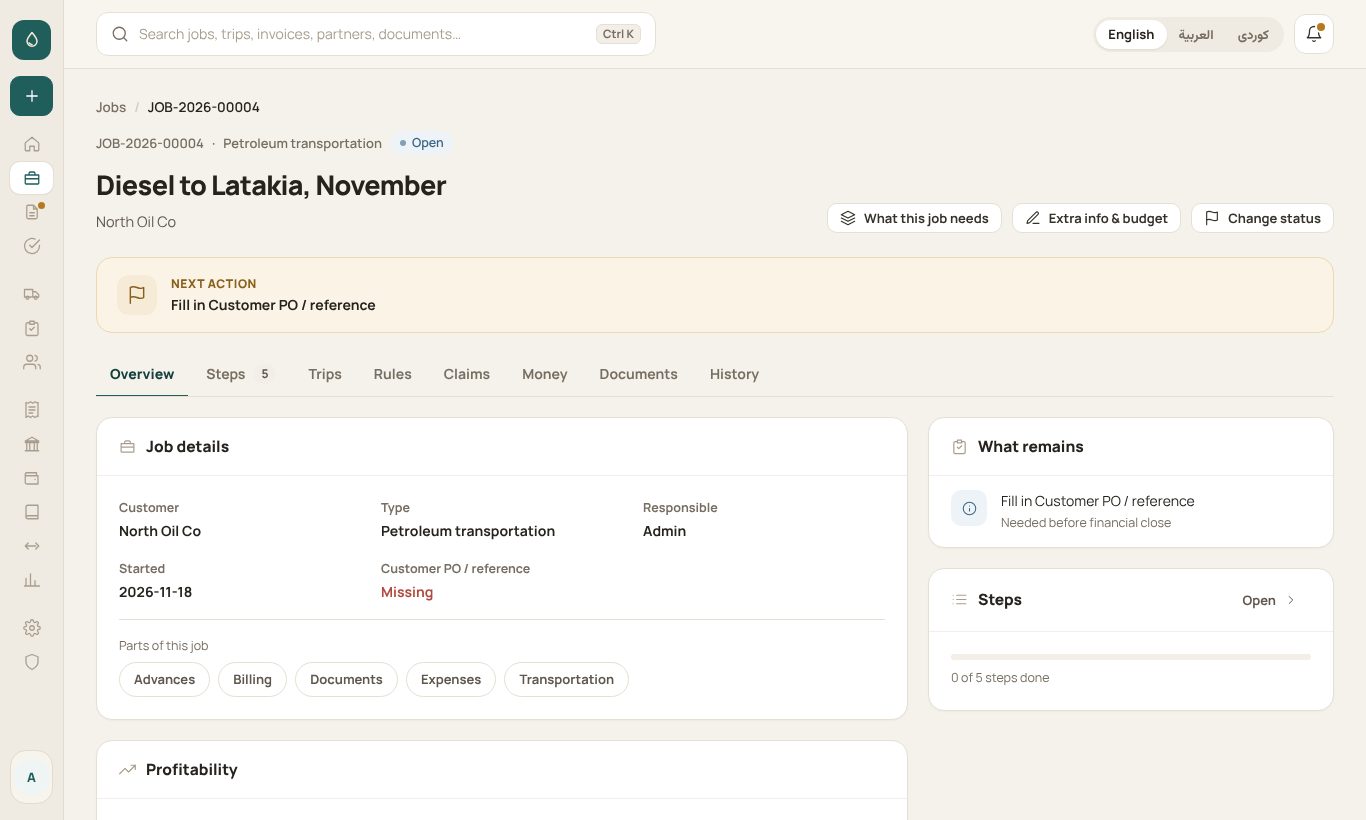 Search jobs, trips, invoices, partners, documents...
Ctrl K
English
العربية
كوردی
Jobs / JOB-2026-00004
JOB-2026-00004 · Petroleum transportation
Open
Diesel to Latakia, November
North Oil Co
What this job needs
Extra info & budget
Change status
NEXT ACTION
Fill in Customer PO / reference
Overview
Steps 5
Trips
Rules
Claims
Money
Documents
History
Job details
Customer
North Oil Co
Type
Petroleum transportation
Responsible
Admin
Started
2026-11-18
Customer PO / reference
Missing
Parts of this job
Advances
Billing
Documents
Expenses
Transportation
What remains
Fill in Customer PO / reference
Needed before financial close
Steps
Open
0 of 5 steps done
Profitability
A